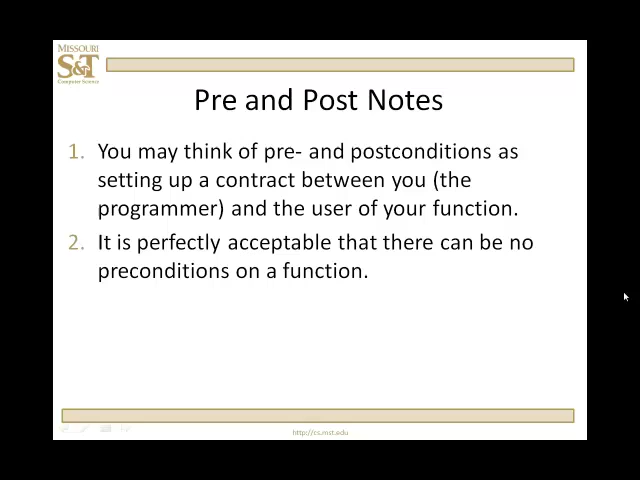 MISSOURI
S&T
Computer Science
Pre and Post Notes
1. You may think of pre- and postconditions as
setting up a contract between you (the
programmer) and the user of your function.
2. It is perfectly acceptable that there can be no
preconditions on a function.
http://cs.mst.edu